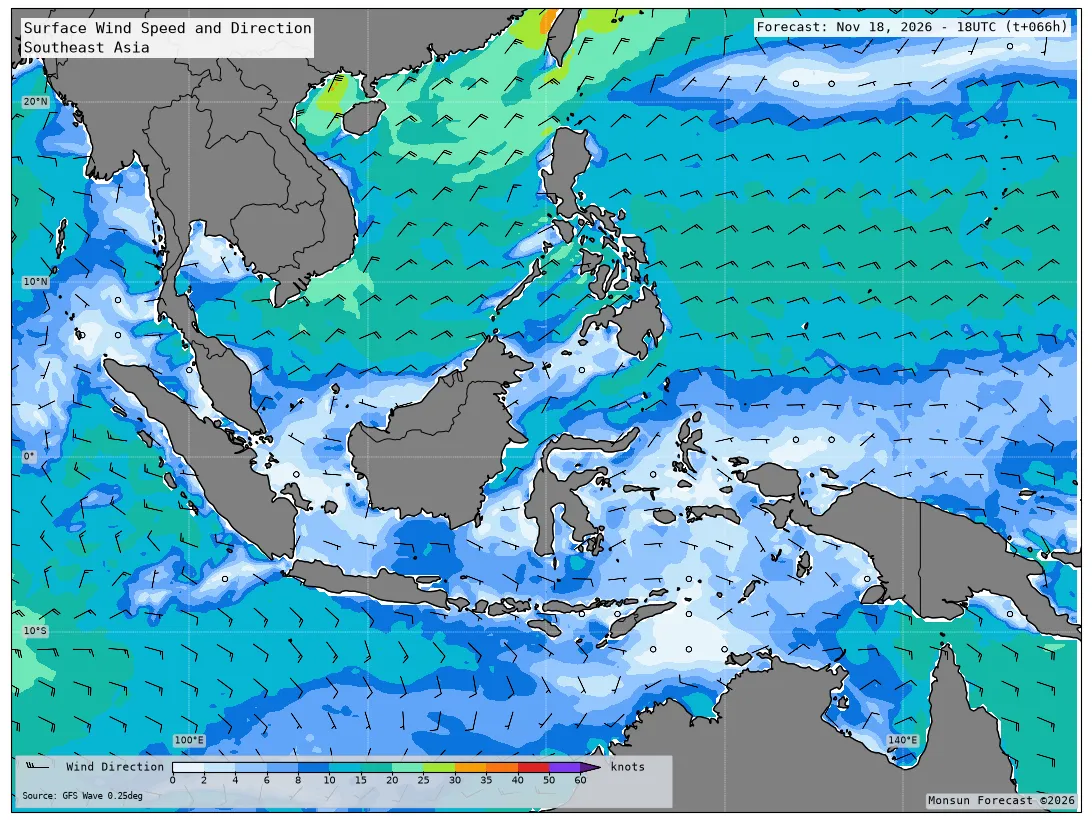 Surface Wind Speed and Direction
Southeast Asia
Forecast: Nov 18, 2026 - 18UTC (t+066h)
20°N
10°N
0°
10°S
100°E
140°E
Wind Direction
0 2 4 6 8 10 15 20 25 30 35 40 50 60
knots
Source: GFS Wave 0.25deg
Monsun Forecast ©2026